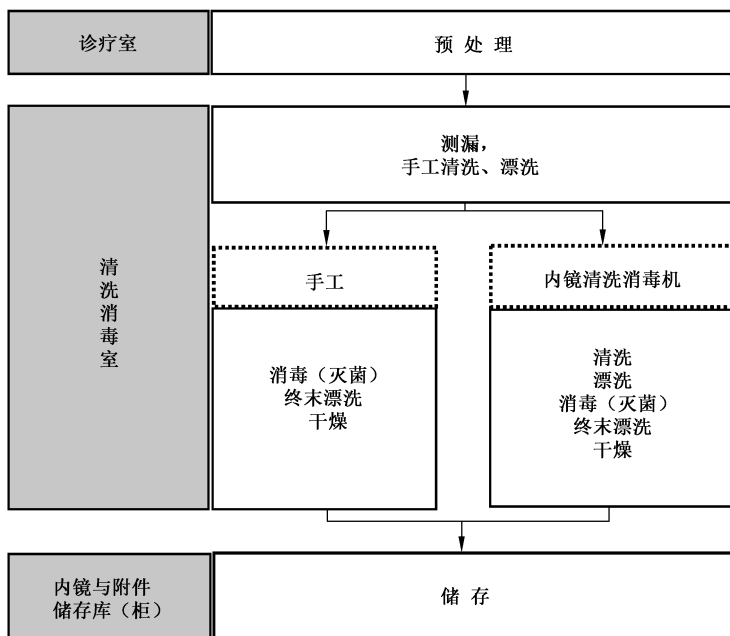 诊疗室
预处理
测漏，
手工清洗、漂洗
清
洗
消
毒
室
手工
内镜清洗消毒机
消毒（灭菌）
终末漂洗
干燥
清洗
漂洗
消毒（灭菌）
终末漂洗
干燥
内镜与附件
储存库（柜）
储存